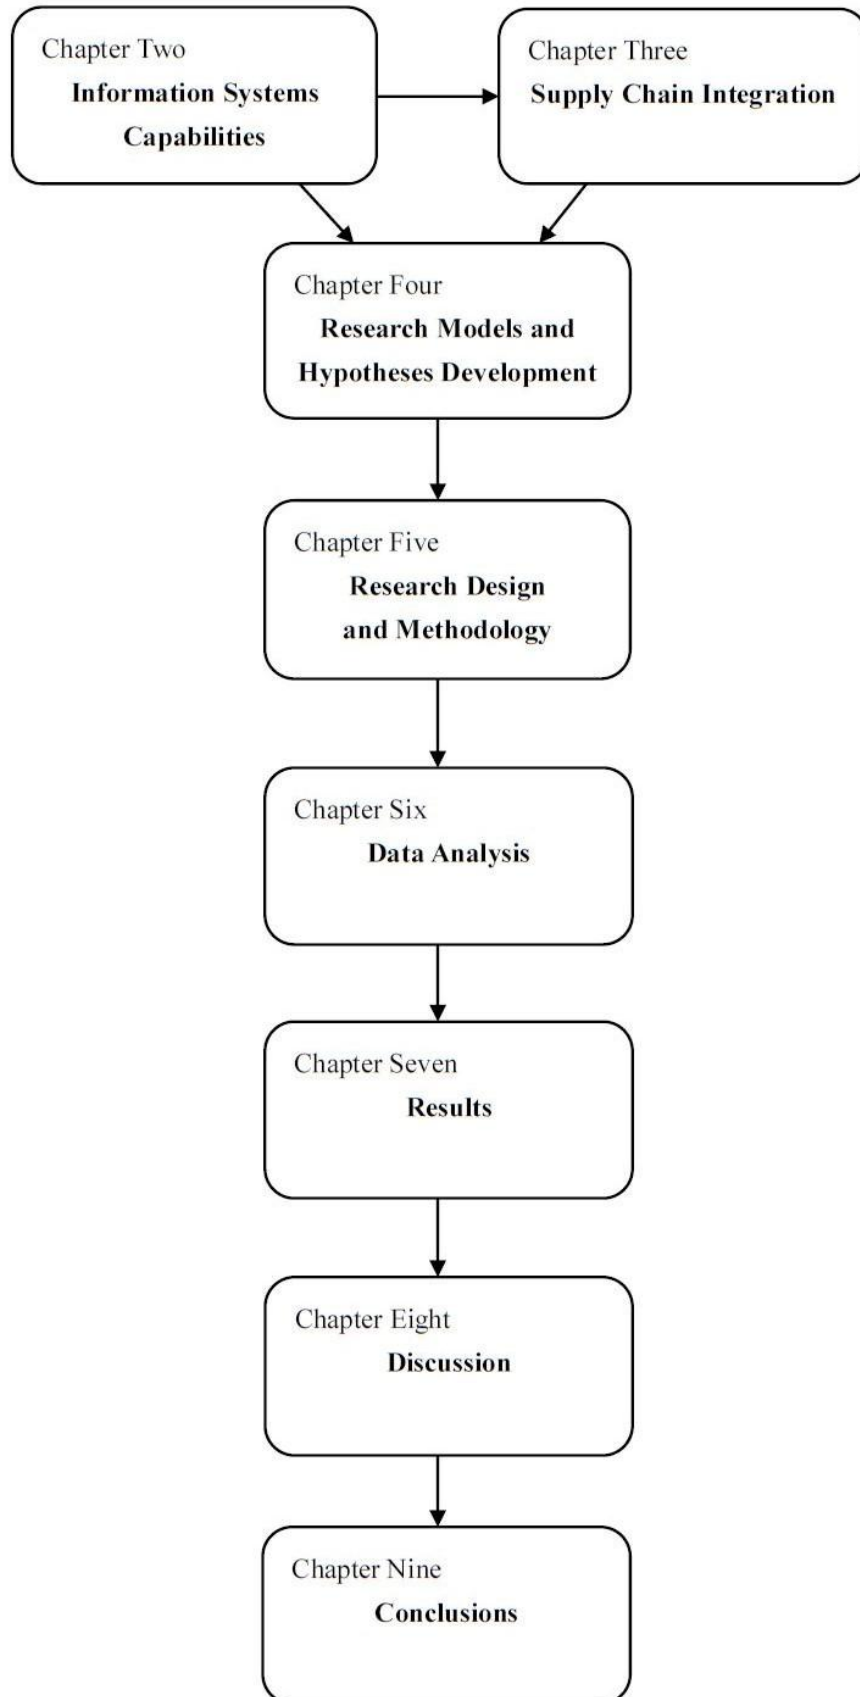 Chapter Two
Information Systems
Capabilities
Chapter Three
Supply Chain Integration
Chapter Four
Research Models and
Hypotheses Development
Chapter Five
Research Design
and Methodology
Chapter Six
Data Analysis
Chapter Seven
Results
Chapter Eight
Discussion
Chapter Nine
Conclusions